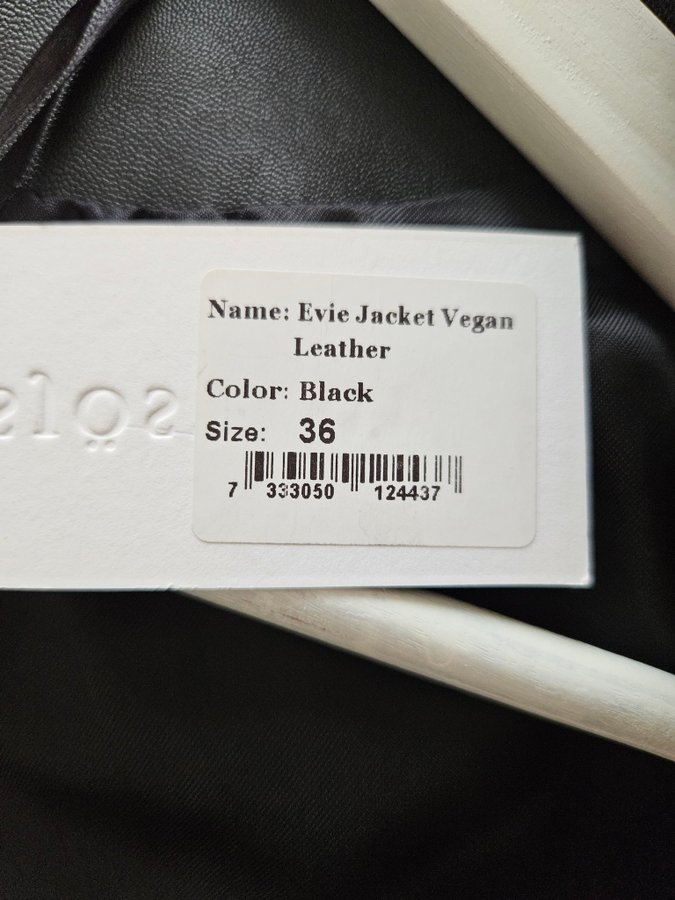 Name: Evie Jacket Vegan
Leather
Color: Black
Size: 36
7 333050 124437